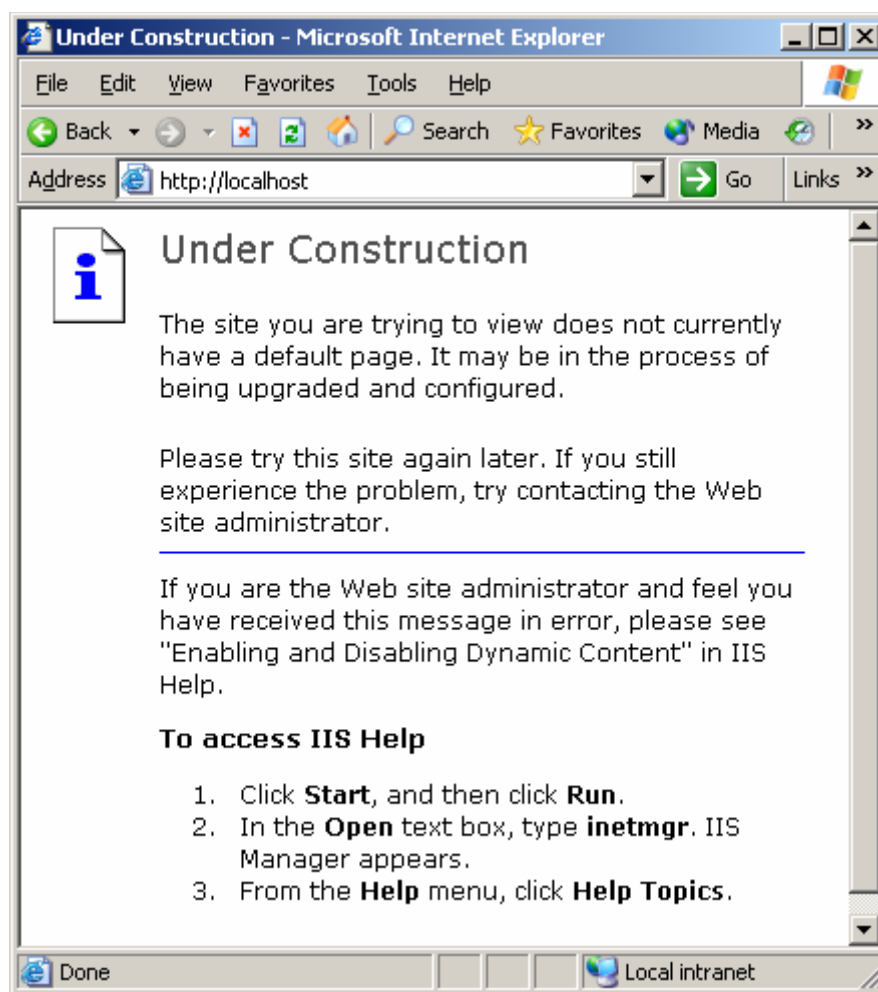 Under Construction - Microsoft Internet Explorer
File Edit View Favorites Tools Help
Back Search Favorites Media »
Address http://localhost Go Links »
i
Under Construction
The site you are trying to view does not currently
have a default page. It may be in the process of
being upgraded and configured.
Please try this site again later. If you still
experience the problem, try contacting the Web
site administrator.
If you are the Web site administrator and feel you
have received this message in error, please see
"Enabling and Disabling Dynamic Content" in IIS
Help.
To access IIS Help
1. Click Start, and then click Run.
2. In the Open text box, type inetmgr. IIS
Manager appears.
3. From the Help menu, click Help Topics.
Done Local intranet